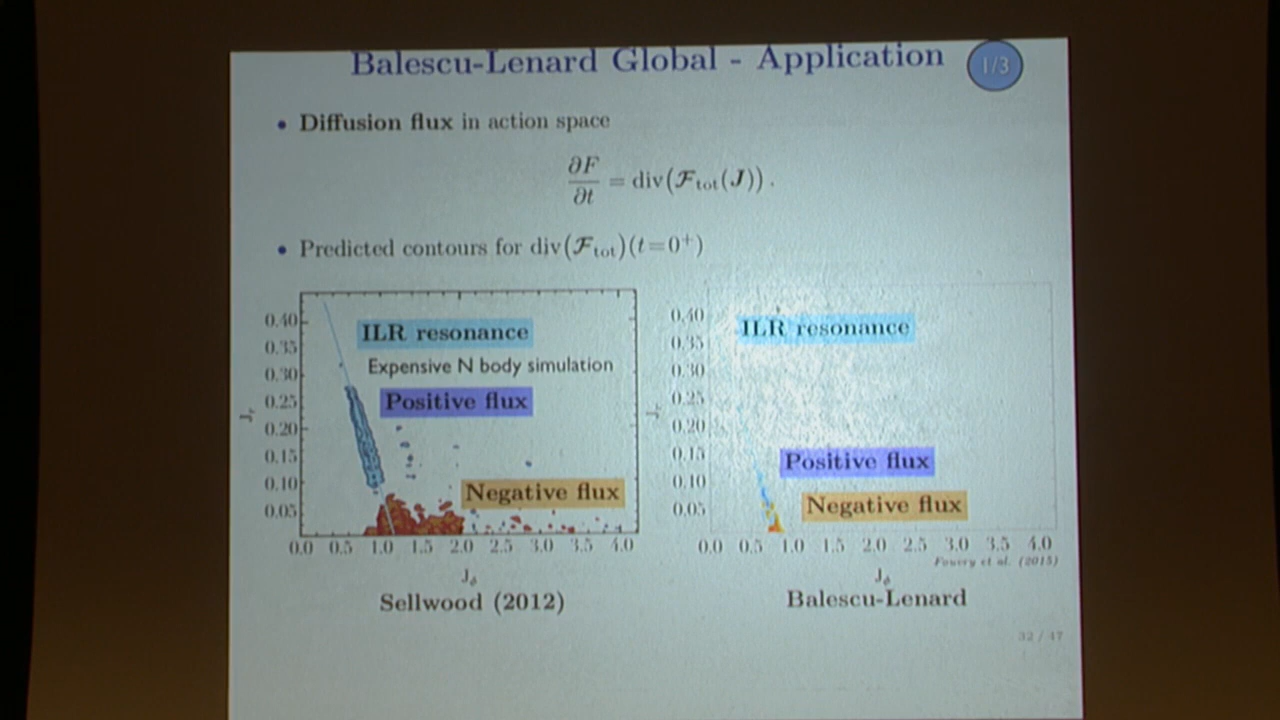 Balescu-Lenard Global - Application
1/3
• Diffusion flux in action space
∂F/∂t = div(𝓕tot(J)) .
• Predicted contours for div(𝓕tot)(t=0⁺)
ILR resonance
Expensive N body simulation
Positive flux
Negative flux
0.40
0.35
0.30
0.25
0.20
0.15
0.10
0.05
Jr
0.0 0.5 1.0 1.5 2.0 2.5 3.0 3.5 4.0
Jϕ
Sellwood (2012)
ILR resonance
Positive flux
Negative flux
0.40
0.35
0.30
0.25
0.20
0.15
0.10
0.05
0.0 0.5 1.0 1.5 2.0 2.5 3.0 3.5 4.0
Jϕ
et al. (2015)
Balescu-Lenard
32 / 47